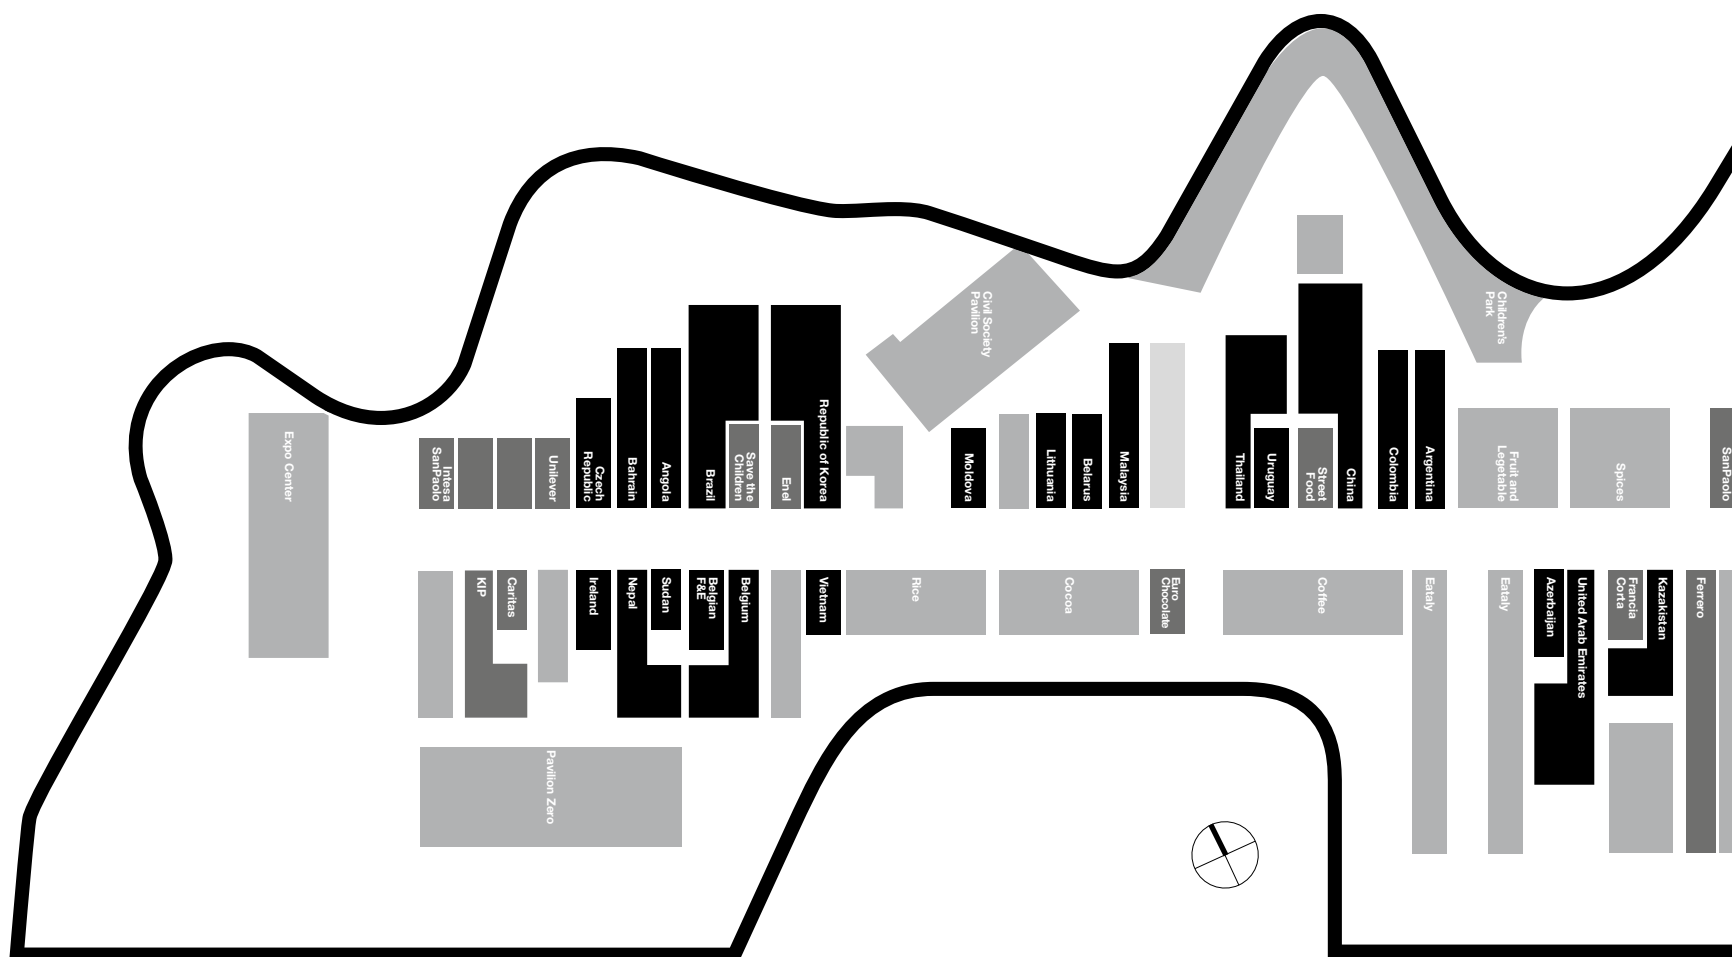 Children's
Park
Civil Society
Pavilion
Expo Center
Intesa
SanPaolo
Unilever
Czech
Republic
Bahrain
Angola
Brazil
Save the
Children
Enel
Republic of Korea
Moldova
Lithuania
Belarus
Malaysia
Thailand
Uruguay
Street
Food
China
Colombia
Argentina
Fruit and
Legetable
Spices
SanPaolo
KIP
Caritas
Ireland
Nepal
Sudan
Belgian
F&E
Belgium
Vietnam
Rice
Cocoa
Euro
Chocolate
Coffee
Eataly
Eataly
Azerbaijan
United Arab Emirates
Francia
Corta
Kazakistan
Ferrero
Pavilion Zero